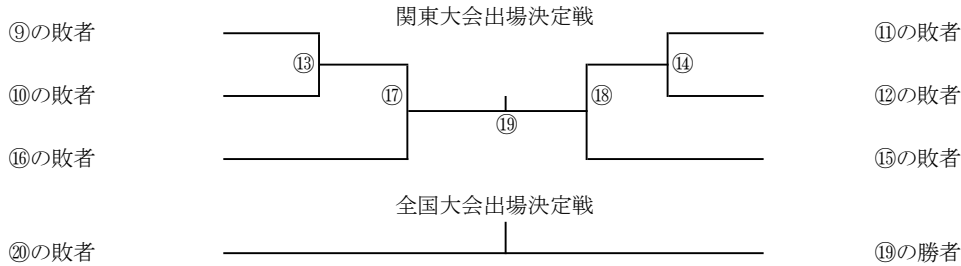 関東大会出場決定戦
⑨の敗者
⑪の敗者
⑬
⑭
⑩の敗者
⑰
⑱
⑫の敗者
⑲
⑯の敗者
⑮の敗者
全国大会出場決定戦
⑳の敗者
⑲の勝者